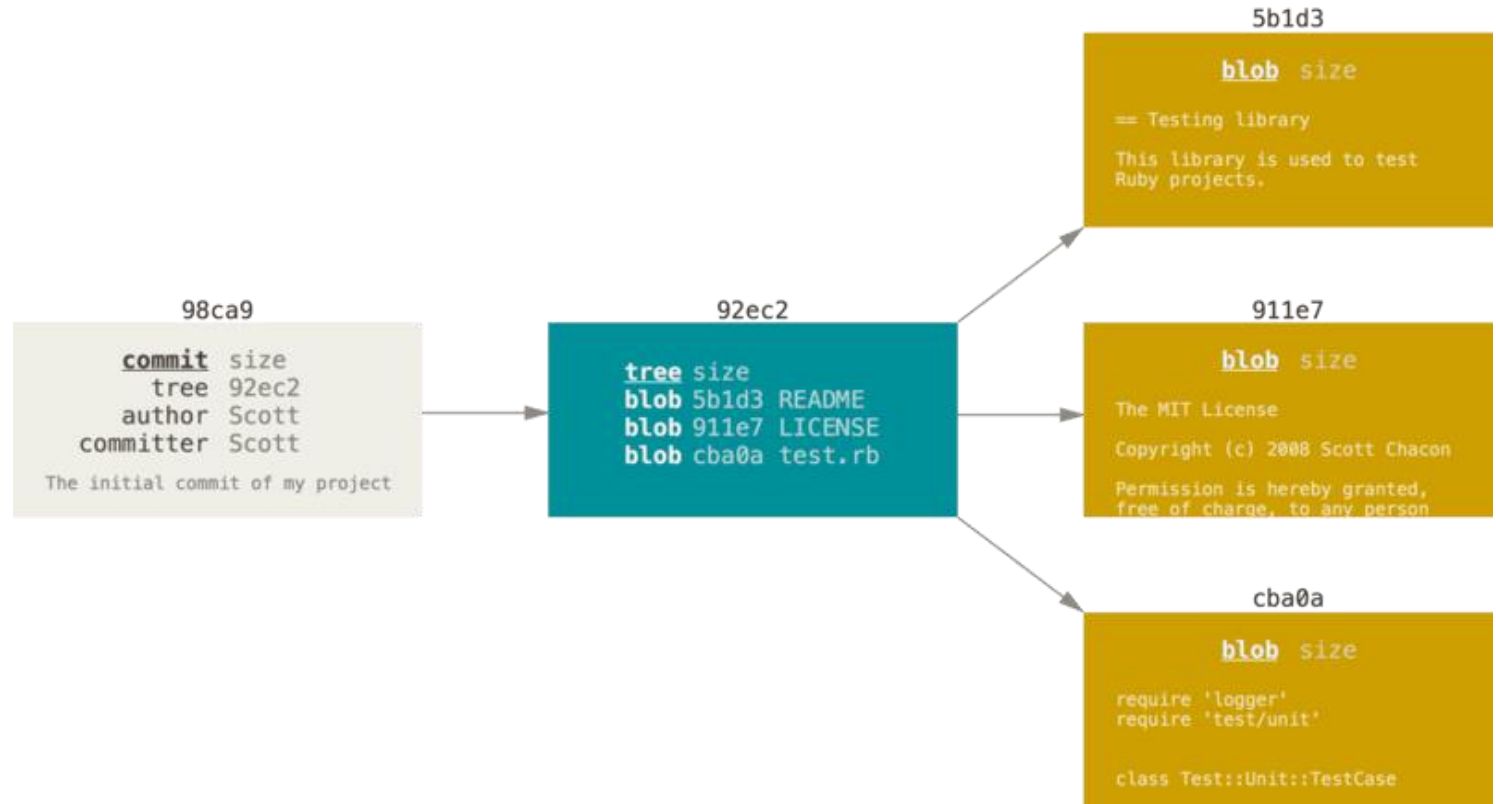 98ca9
commit size
tree 92ec2
author Scott
committer Scott
The initial commit of my project
92ec2
tree size
blob 5b1d3 README
blob 911e7 LICENSE
blob cba0a test.rb
5b1d3
blob size
== Testing library
This library is used to test
Ruby projects.
911e7
blob size
The MIT License
Copyright (c) 2008 Scott Chacon
Permission is hereby granted,
free of charge, to any person
cba0a
blob size
require 'logger'
require 'test/unit'
class Test::Unit::TestCase